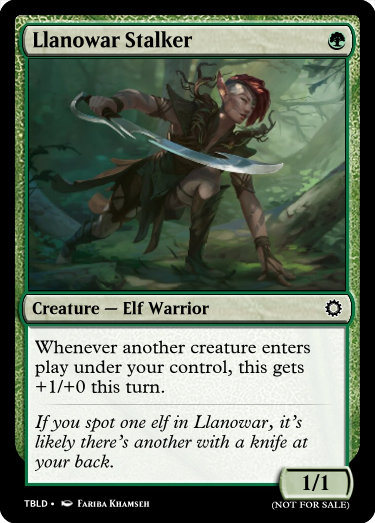 Llanowar Stalker
Creature — Elf Warrior
Whenever another creature enters
play under your control, this gets
+1/+0 this turn.
If you spot one elf in Llanowar, it's
likely there's another with a knife at
your back.
1/1
TBLD • Fariba Khamseh
(NOT FOR SALE)